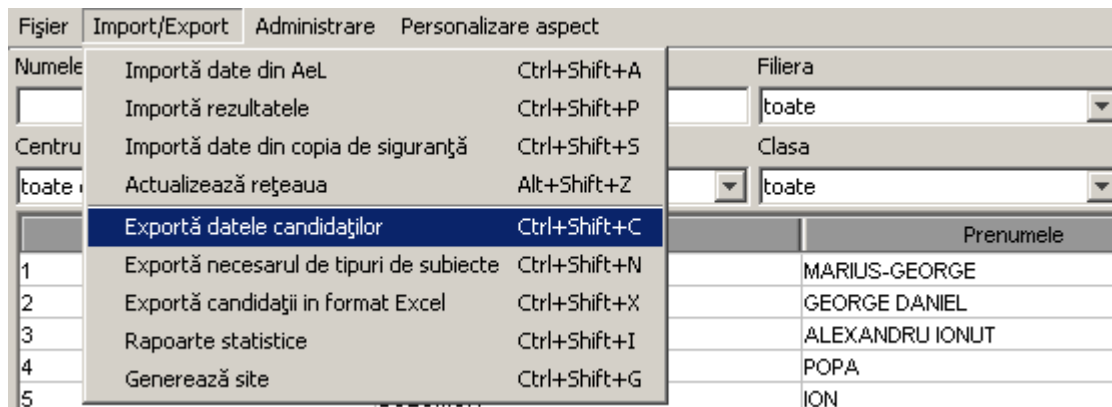 Fişier Import/Export Administrare Personalizare aspect
Numele Filiera
Importă date din AeL Ctrl+Shift+A
toate
Importă rezultatele Ctrl+Shift+P
Centru Clasa
Importă date din copia de siguranţă Ctrl+Shift+S
toate toate
Actualizează reţeaua Alt+Shift+Z
Exportă datele candidaţilor Ctrl+Shift+C
Prenumele
Exportă necesarul de tipuri de subiecte Ctrl+Shift+N
1 MARIUS-GEORGE
Exportă candidaţii in format Excel Ctrl+Shift+X
2 GEORGE DANIEL
Rapoarte statistice Ctrl+Shift+I
3 ALEXANDRU IONUT
4 POPA
Generează site Ctrl+Shift+G
5 ION